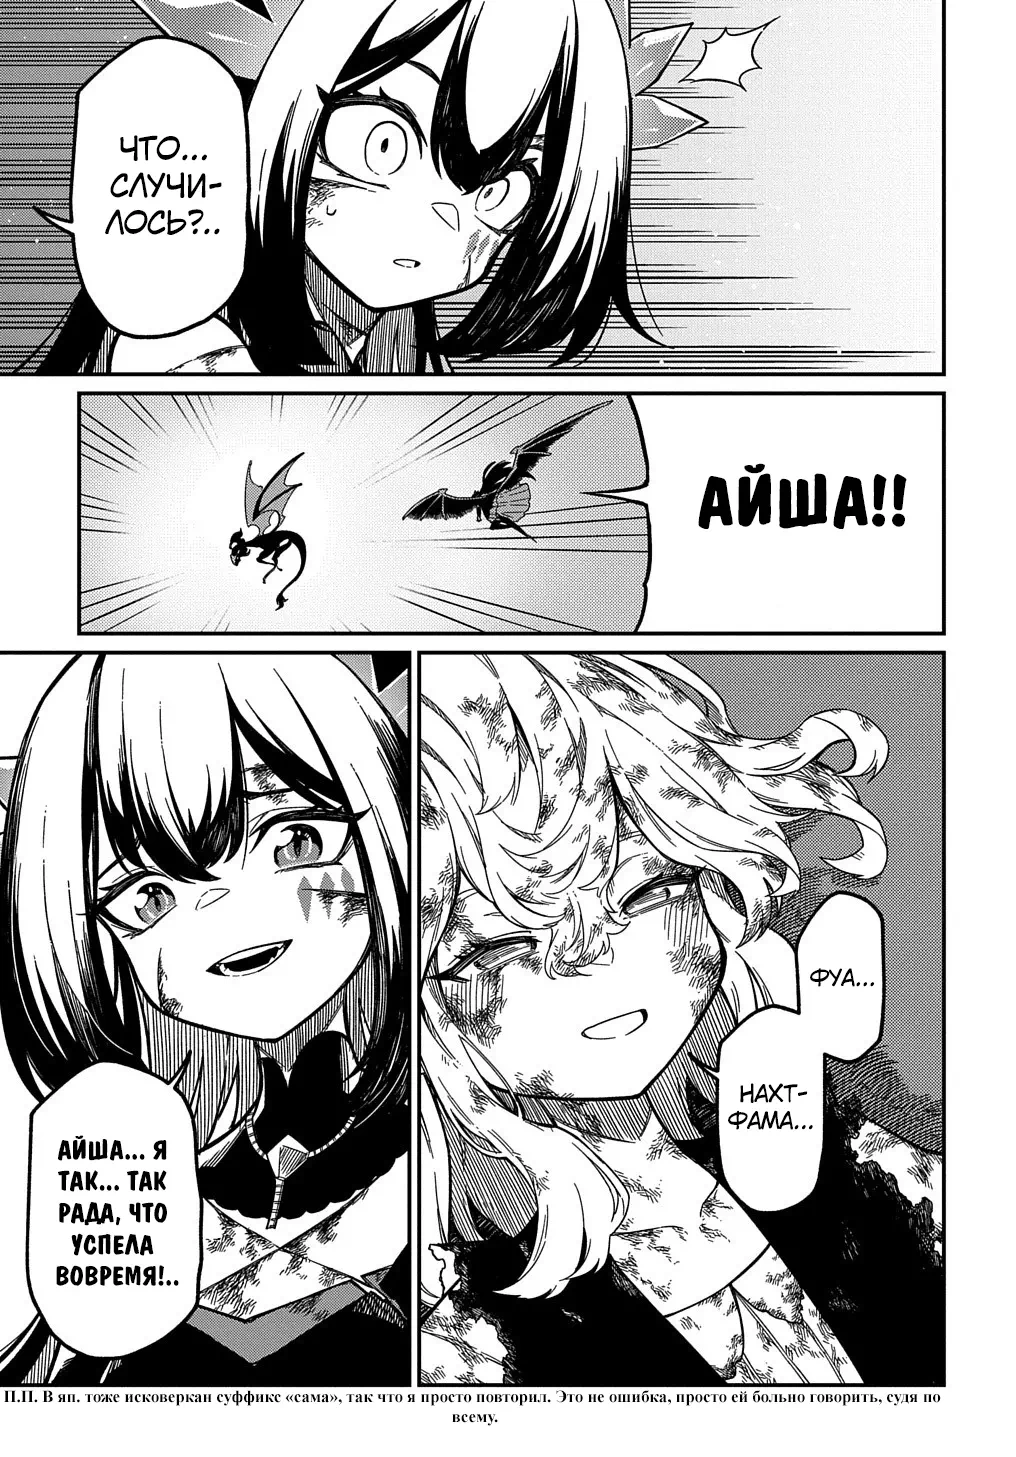 ЧТО...
СЛУЧИ-
ЛОСЬ?..
АЙША!!
ФУА...
НАХТ-
ФАМА...
АЙША... Я
ТАК... ТАК
РАДА, ЧТО
УСПЕЛА
ВОВРЕМЯ!..
П.П. В яп. тоже исковеркан суффикс «сама», так что я просто повторил. Это не ошибка, просто ей больно говорить, судя по
всему.